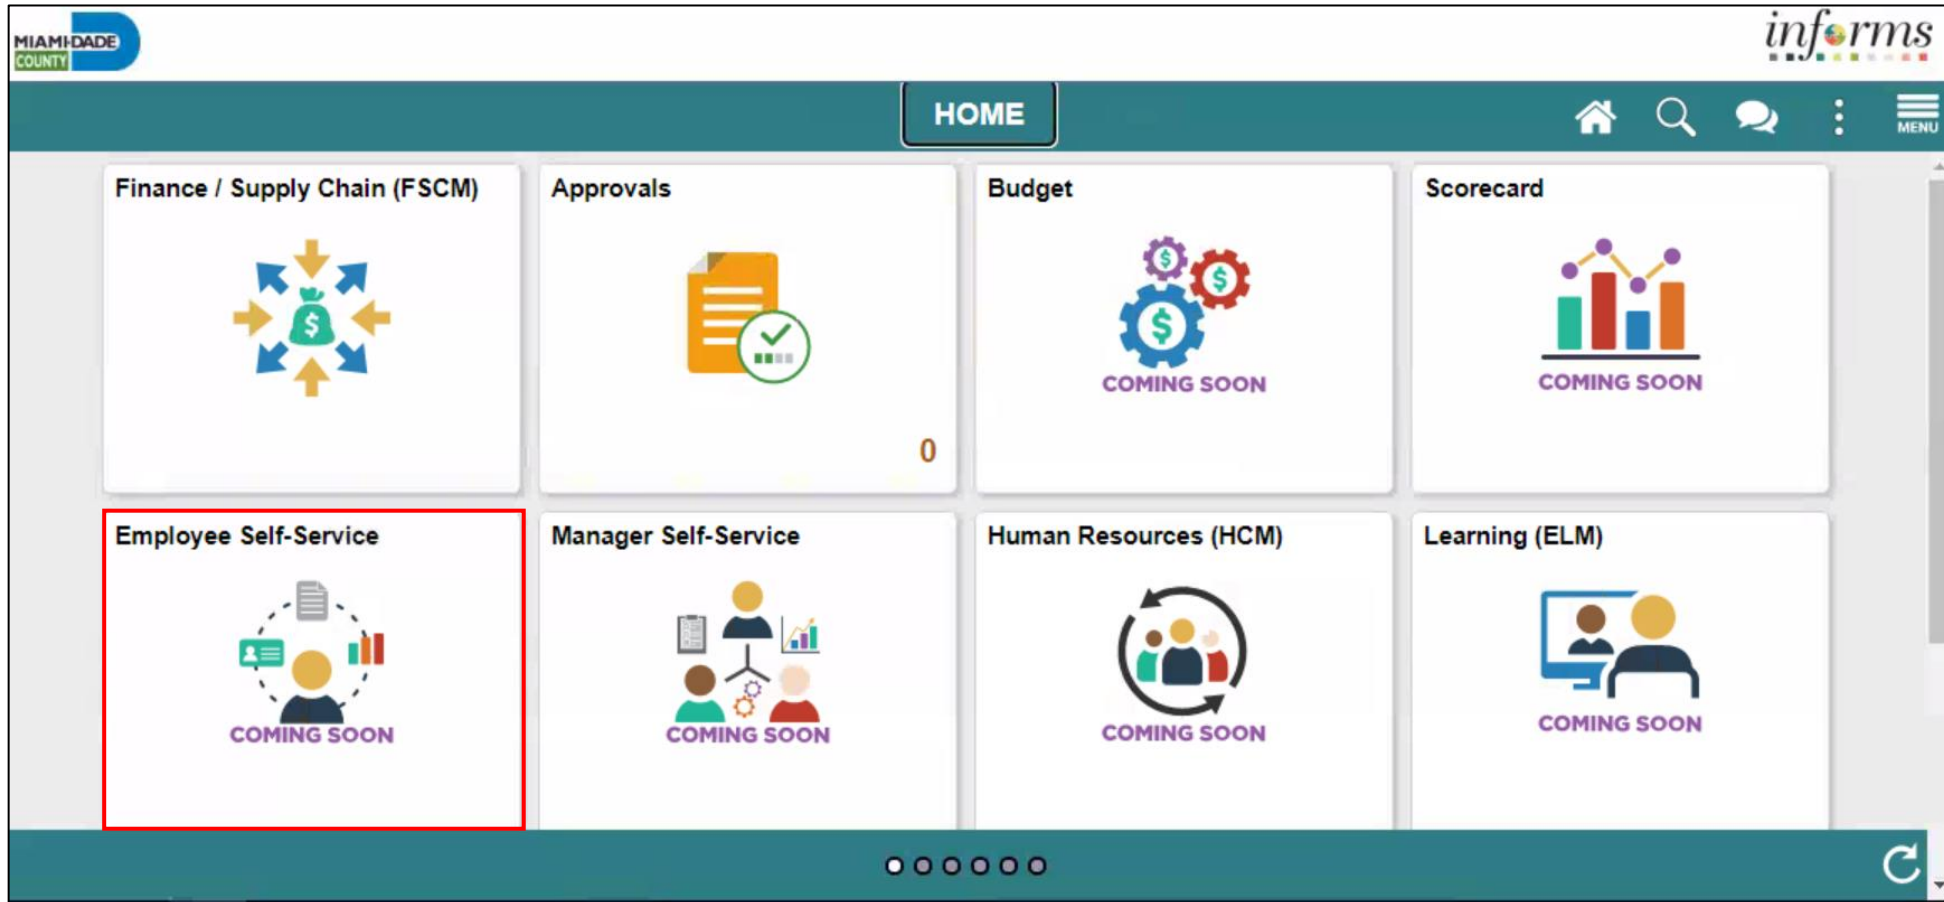 MIAMI-DADE
COUNTY
informs
HOME
MENU
Finance / Supply Chain (FSCM)
Approvals
0
Budget
COMING SOON
Scorecard
COMING SOON
Employee Self-Service
COMING SOON
Manager Self-Service
COMING SOON
Human Resources (HCM)
COMING SOON
Learning (ELM)
COMING SOON